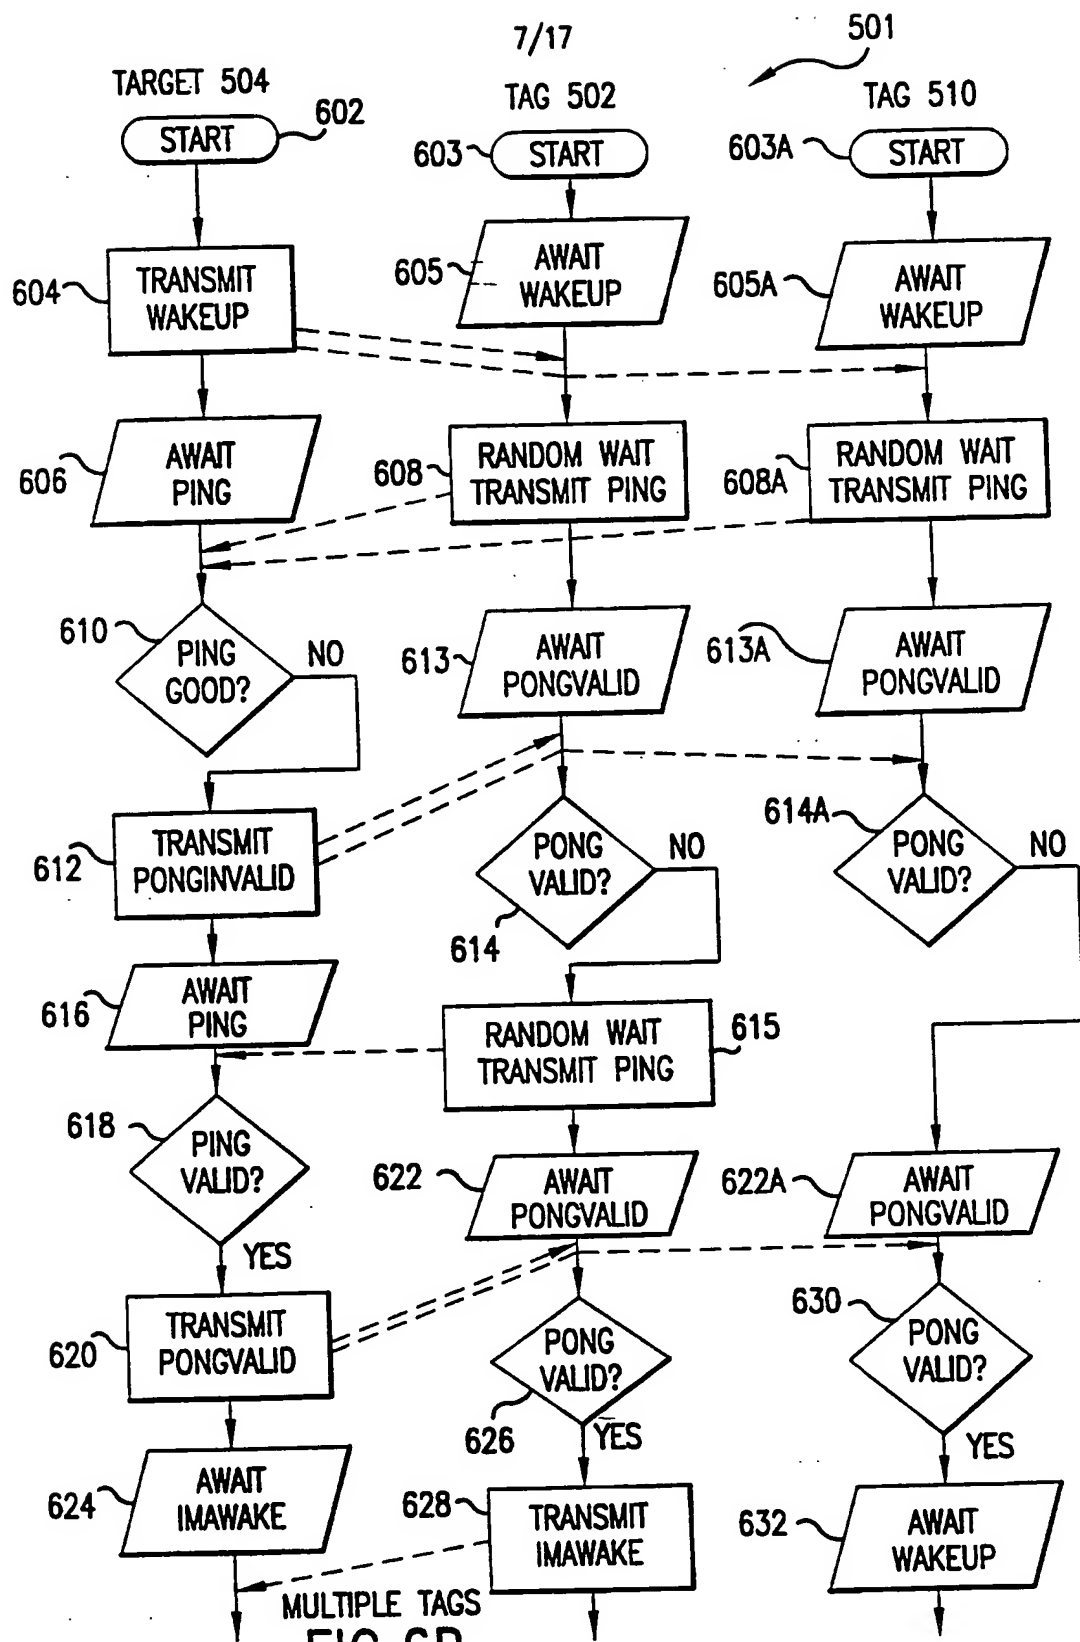 7/17
501
TARGET 504
TAG 502
TAG 510
START
602
603
START
603A
START
604
TRANSMIT
WAKEUP
605
AWAIT
WAKEUP
605A
AWAIT
WAKEUP
606
AWAIT
PING
608
RANDOM WAIT
TRANSMIT PING
608A
RANDOM WAIT
TRANSMIT PING
610
PING
GOOD?
NO
613
AWAIT
PONGVALID
613A
AWAIT
PONGVALID
612
TRANSMIT
PONGINVALID
PONG
VALID?
NO
614
614A
PONG
VALID?
NO
616
AWAIT
PING
RANDOM WAIT
TRANSMIT PING
615
618
PING
VALID?
YES
622
AWAIT
PONGVALID
622A
AWAIT
PONGVALID
620
TRANSMIT
PONGVALID
PONG
VALID?
626
YES
630
PONG
VALID?
YES
624
AWAIT
IMAWAKE
628
TRANSMIT
IMAWAKE
632
AWAIT
WAKEUP
MULTIPLE TAGS
FIG.6B